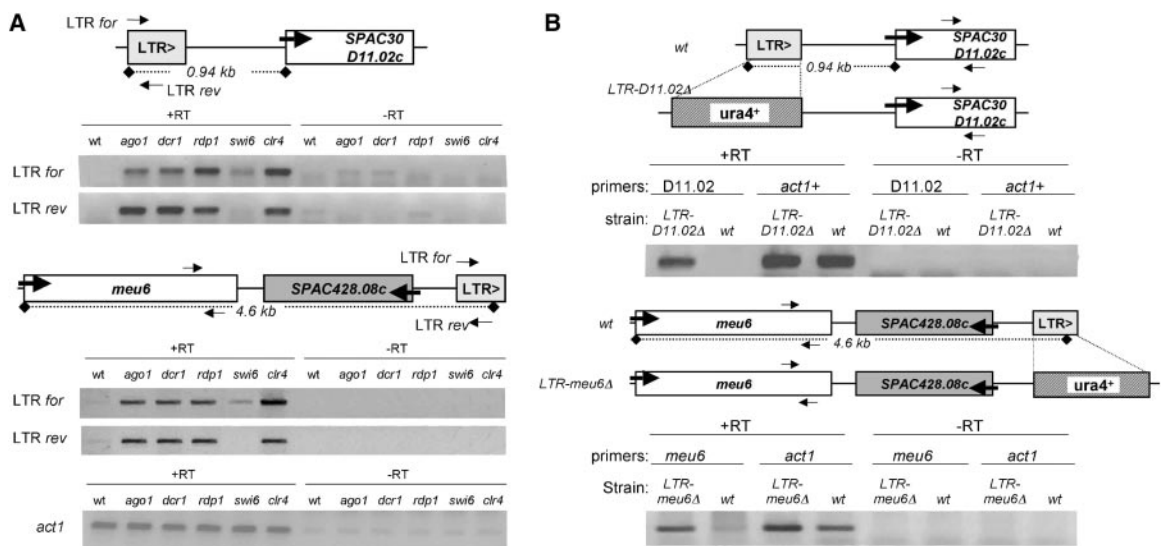 A
LTR for
LTR>
SPAC30
D11.02c
0.94 kb
LTR rev
+RT
-RT
wt ago1 dcr1 rdp1 swi6 clr4 wt ago1 dcr1 rdp1 swi6 clr4
LTR for
LTR rev
LTR for
meu6
SPAC428.08c
LTR>
4.6 kb
LTR rev
+RT
-RT
wt ago1 dcr1 rdp1 swi6 clr4 wt ago1 dcr1 rdp1 swi6 clr4
LTR for
LTR rev
+RT
-RT
wt ago1 dcr1 rdp1 swi6 clr4 wt ago1 dcr1 rdp1 swi6 clr4
act1
B
wt
LTR>
SPAC30
D11.02c
0.94 kb
LTR-D11.02Δ
ura4+
SPAC30
D11.02c
+RT
-RT
primers: D11.02 act1+ D11.02 act1+
strain: LTR-D11.02Δ wt LTR-D11.02Δ wt LTR-D11.02Δ wt LTR-D11.02Δ wt
wt
meu6
SPAC428.08c
LTR>
4.6 kb
LTR-meu6Δ
meu6
SPAC428.08c
ura4+
+RT
-RT
primers: meu6 act1 meu6 act1
Strain: LTR-meu6Δ wt LTR-meu6Δ wt LTR-meu6Δ wt LTR-meu6Δ wt